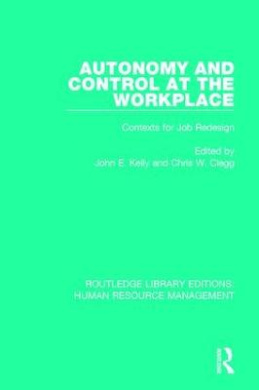 AUTONOMY AND
CONTROL AT THE
WORKPLACE
Contexts for Job Redesign
Edited by
John E. Kelly and Chris W. Clegg
ROUTLEDGE LIBRARY EDITIONS:
HUMAN RESOURCE MANAGEMENT